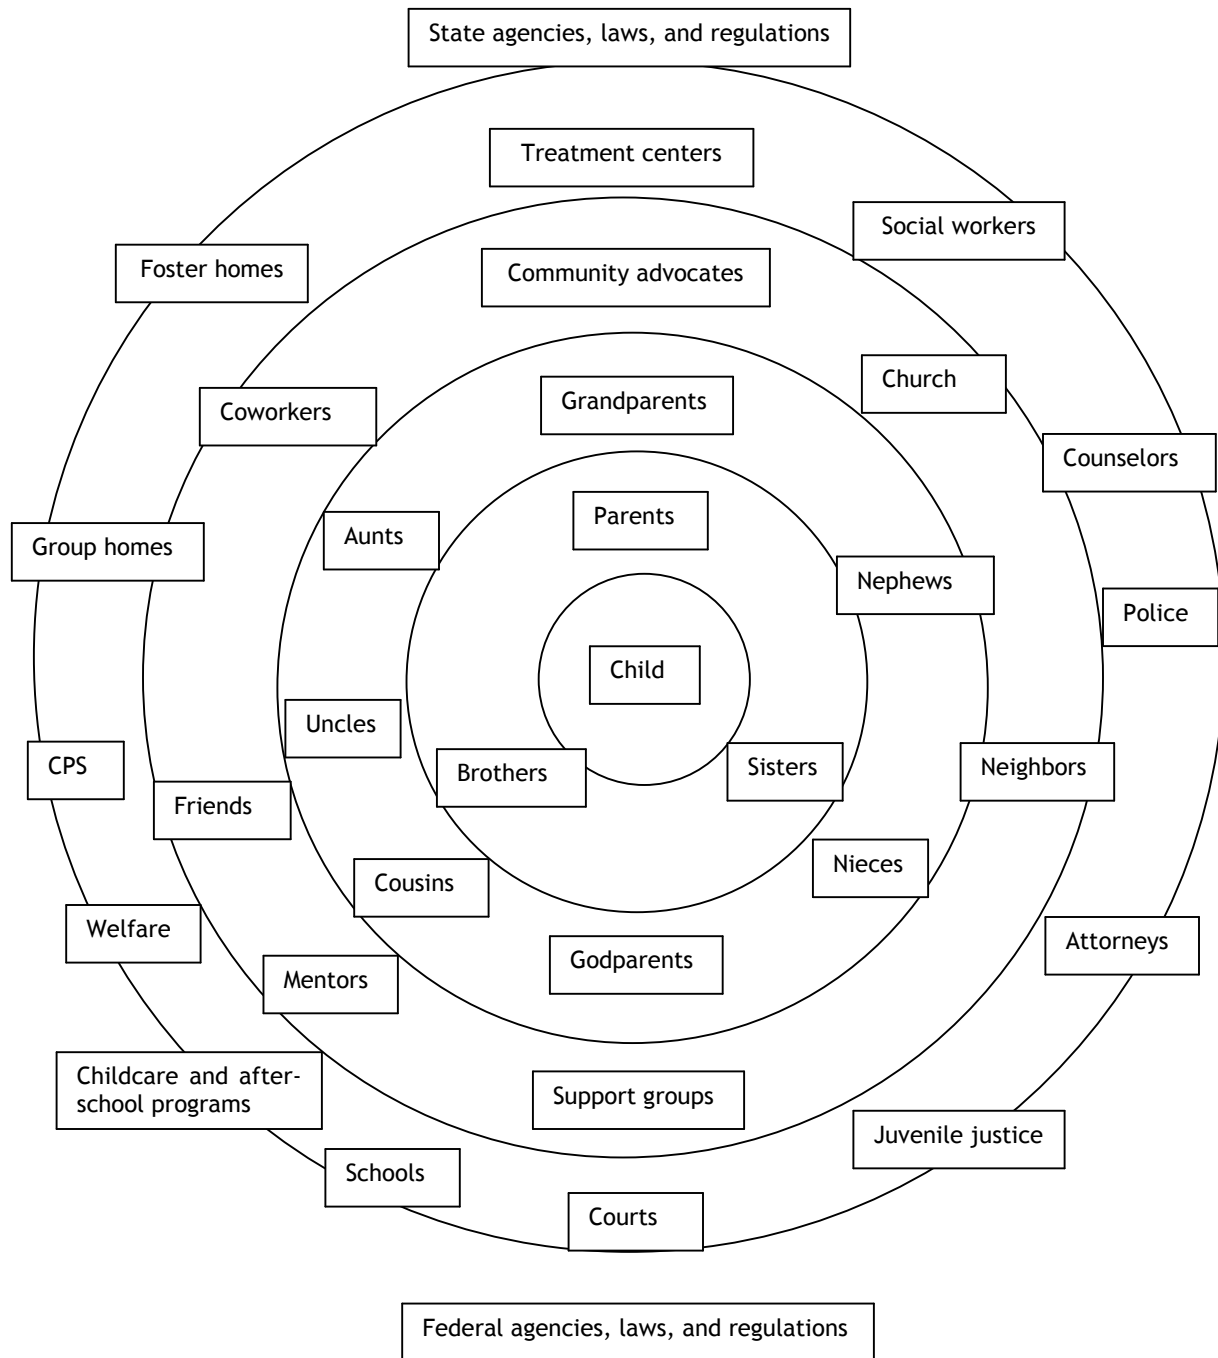 State agencies, laws, and regulations
Treatment centers
Social workers
Foster homes
Community advocates
Church
Grandparents
Coworkers
Counselors
Parents
Aunts
Group homes
Nephews
Police
Child
Uncles
CPS
Brothers
Sisters
Neighbors
Friends
Nieces
Cousins
Welfare
Attorneys
Godparents
Mentors
Childcare and after-
school programs
Support groups
Juvenile justice
Schools
Courts
Federal agencies, laws, and regulations